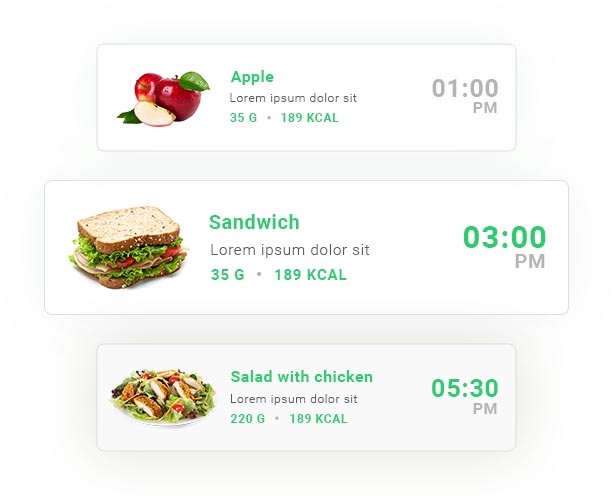 Apple
Lorem ipsum dolor sit
35 G • 189 KCAL
01:00
PM
Sandwich
Lorem ipsum dolor sit
35 G • 189 KCAL
03:00
PM
Salad with chicken
Lorem ipsum dolor sit
220 G • 189 KCAL
05:30
PM